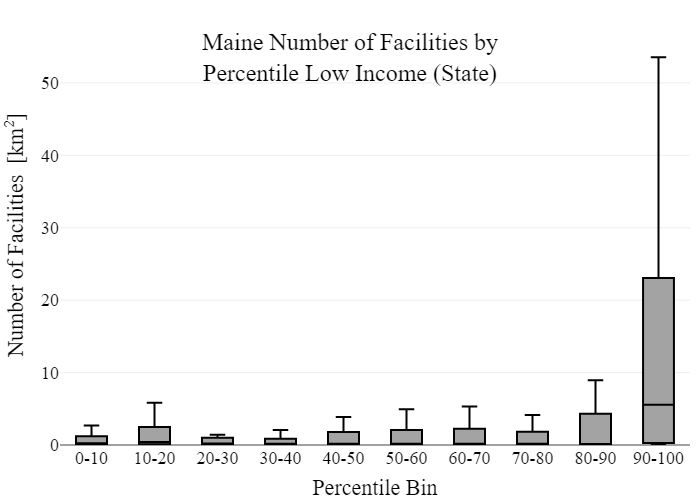 Maine Number of Facilities by
Percentile Low Income (State)
Number of Facilities [km²]
50
40
30
20
10
0
0-10 10-20 20-30 30-40 40-50 50-60 60-70 70-80 80-90 90-100
Percentile Bin